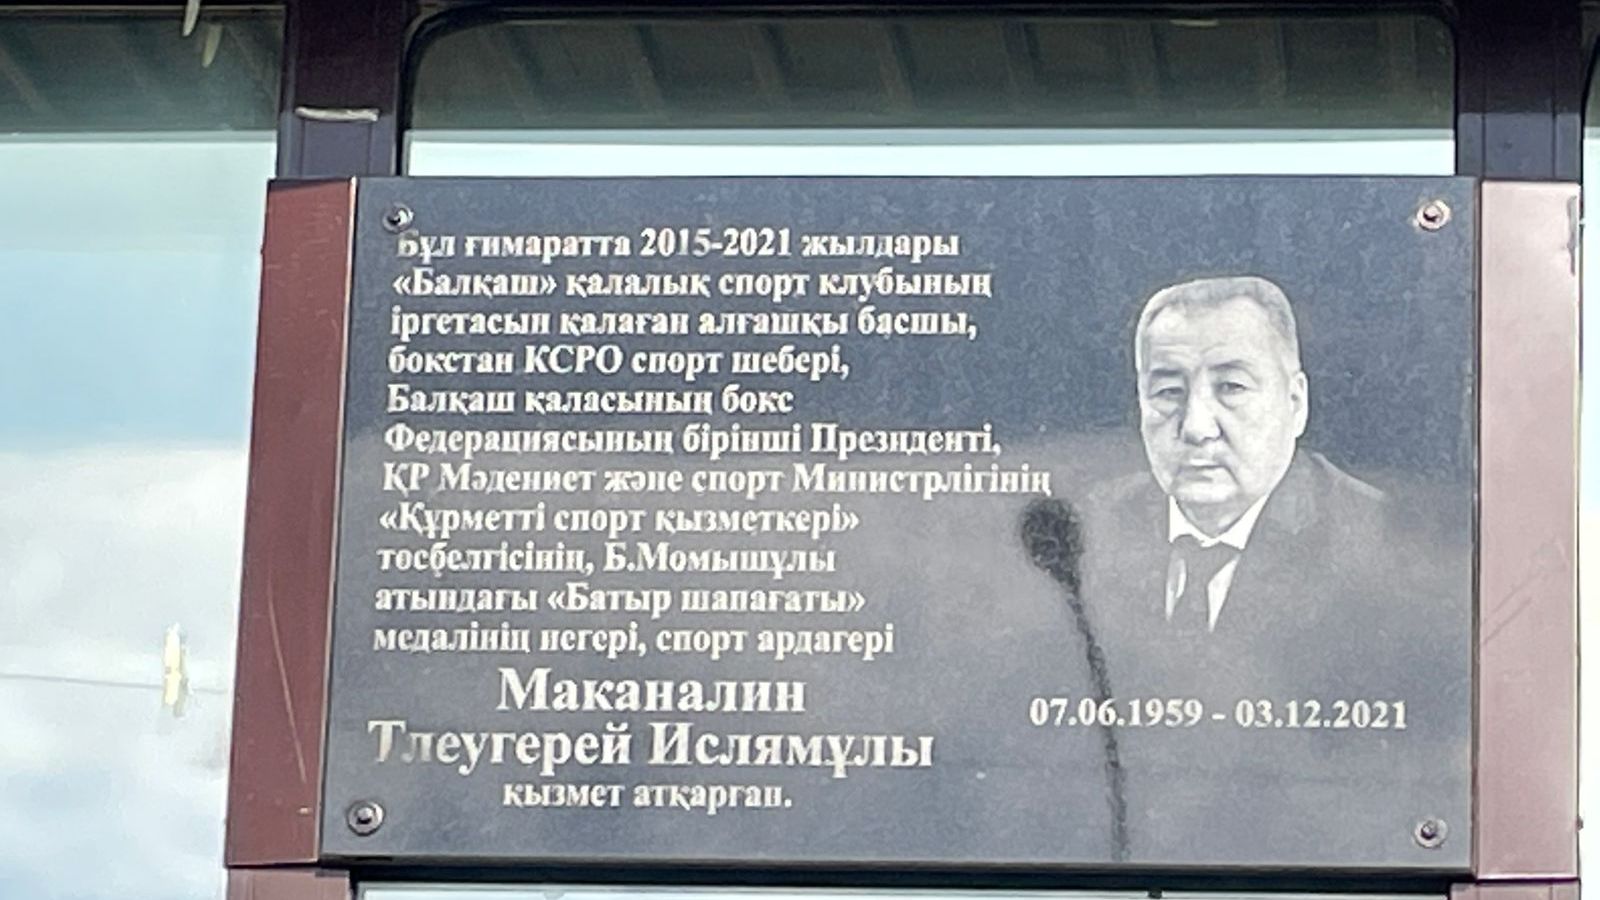 Бұл ғимаратта 2015-2021 жылдары
«Балқаш» қалалық спорт клубының
іргетасын қалаған алғашқы басшы,
бокстан КСРО спорт шебері,
Балқаш қаласының бокс
Федерациясының бірінші Президенті,
ҚР Мәдениет және спорт Министрлігінің
«Құрметті спорт қызметкері»
төсбелгісінің, Б.Момышұлы
атындағы «Батыр шапағаты»
медалінің иегері, спорт ардагері
Маканалин
Тлеугерей Ислямұлы
қызмет атқарған.
07.06.1959 - 03.12.2021